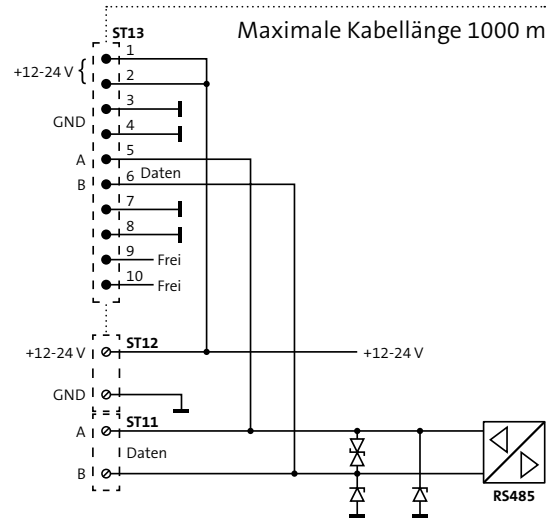 Maximale Kabellänge 1000 m
ST13
1
+12-24 V {
2
3
GND
4
5
A
Daten
6
B
7
8
9
Frei
10
Frei
ST12
+12-24 V
+12-24 V
GND
ST11
A
Daten
B
RS485